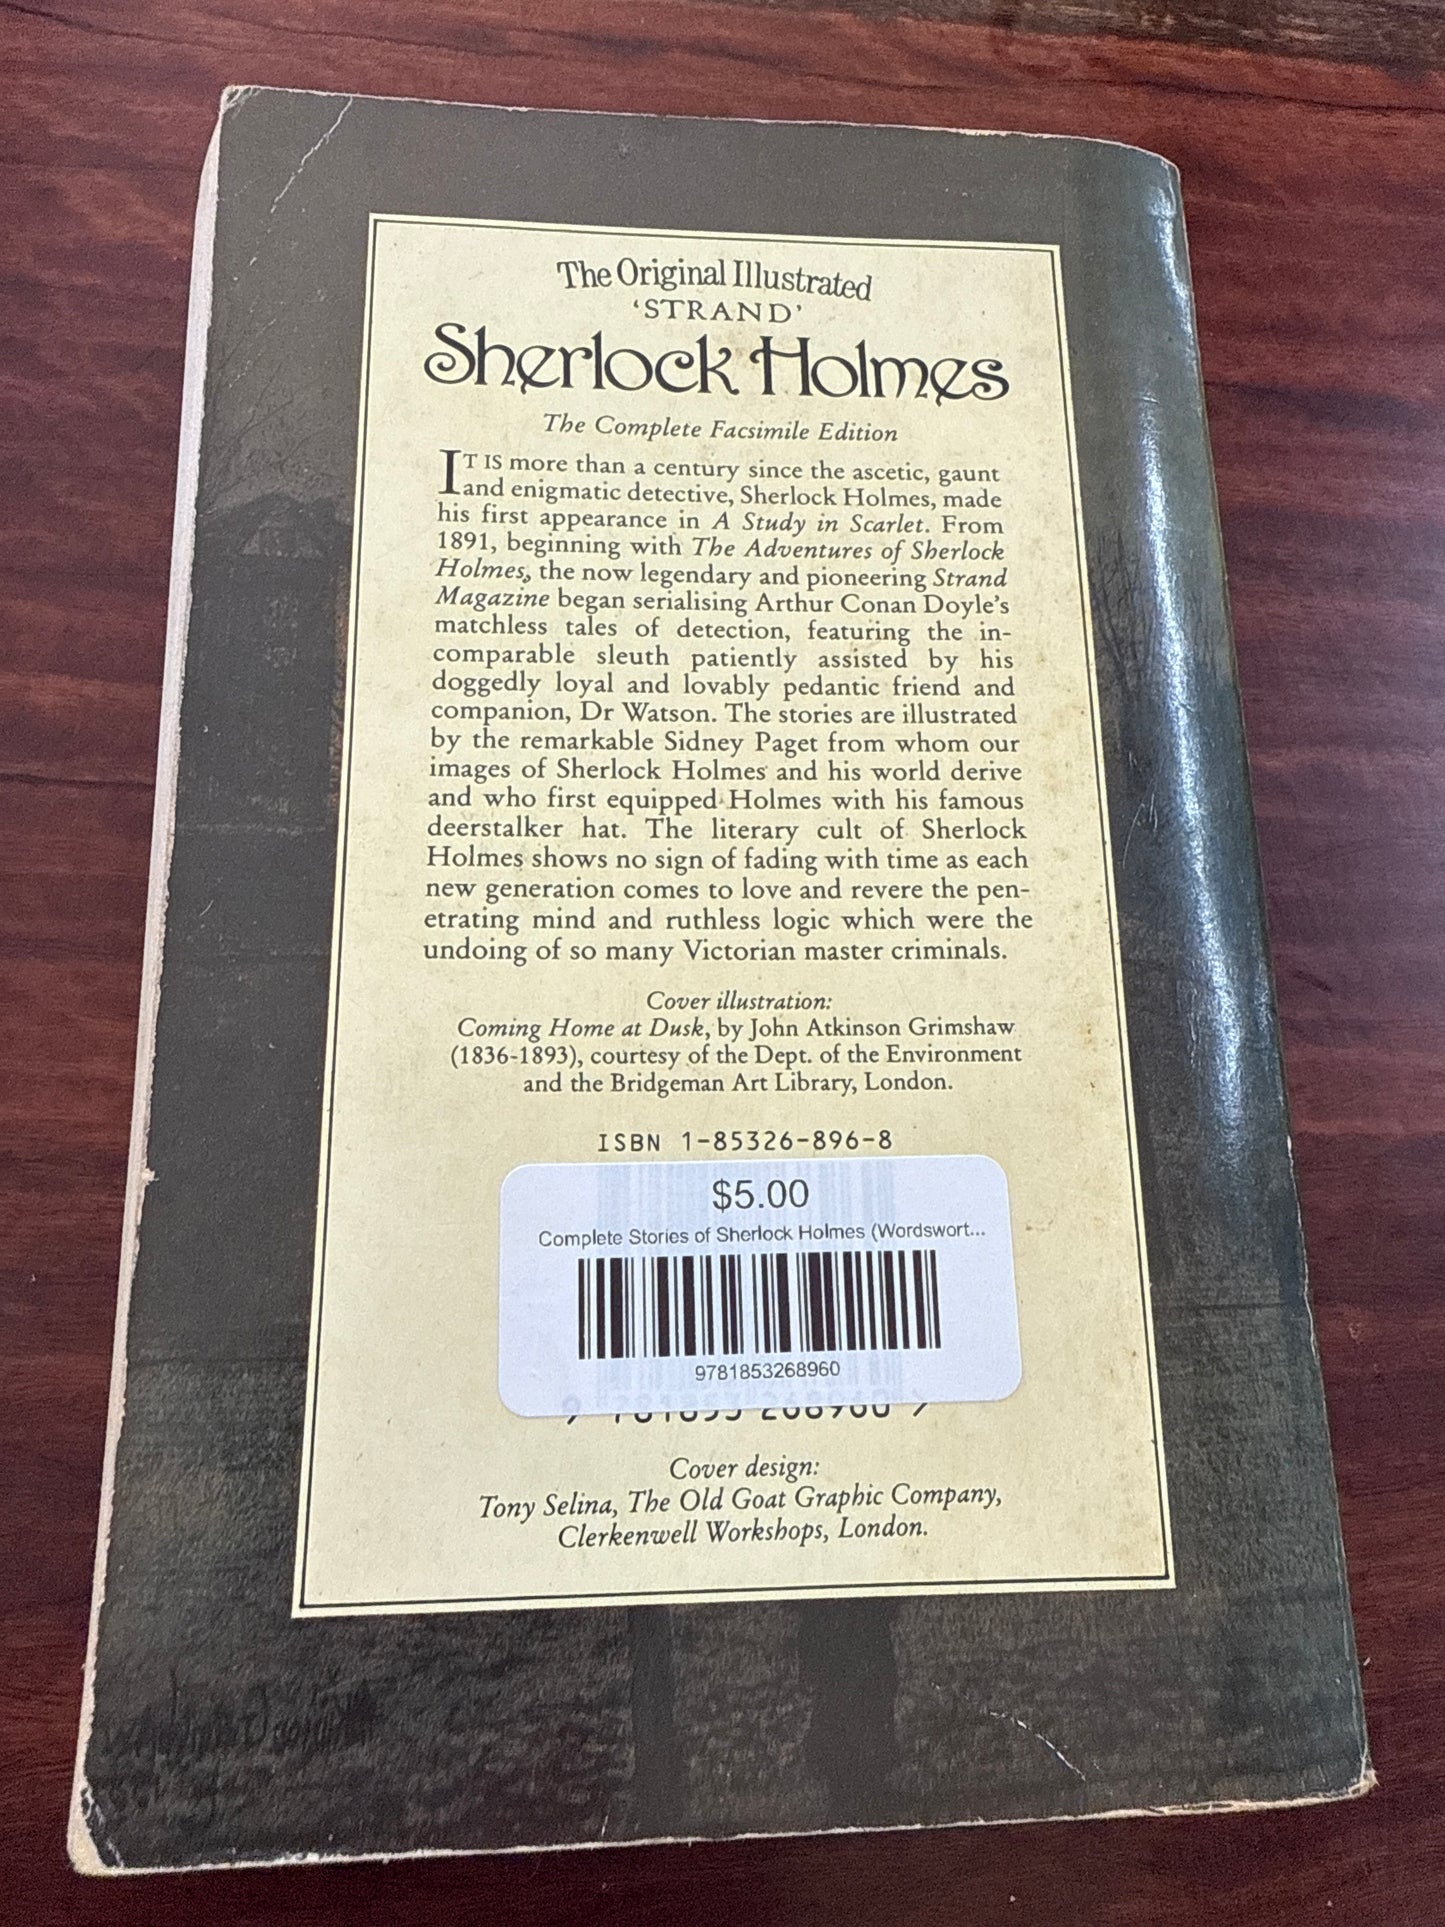 The Original Illustrated
‘STRAND’
Sherlock Holmes
The Complete Facsimile Edition
IT IS more than a century since the ascetic, gaunt
and enigmatic detective, Sherlock Holmes, made
his first appearance in A Study in Scarlet. From
1891, beginning with The Adventures of Sherlock
Holmes, the now legendary and pioneering Strand
Magazine began serialising Arthur Conan Doyle’s
matchless tales of detection, featuring the in-
comparable sleuth patiently assisted by his
doggedly loyal and lovably pedantic friend and
companion, Dr Watson. The stories are illustrated
by the remarkable Sidney Paget from whom our
images of Sherlock Holmes and his world derive
and who first equipped Holmes with his famous
deerstalker hat. The literary cult of Sherlock
Holmes shows no sign of fading with time as each
new generation comes to love and revere the pen-
etrating mind and ruthless logic which were the
undoing of so many Victorian master criminals.
Cover illustration:
Coming Home at Dusk, by John Atkinson Grimshaw
(1836-1893), courtesy of the Dept. of the Environment
and the Bridgeman Art Library, London.
ISBN 1-85326-896-8
$5.00
Complete Stories of Sherlock Holmes (Wordswort...
9781853268960
9 781853 268960 >
Cover design:
Tony Selina, The Old Goat Graphic Company,
Clerkenwell Workshops, London.